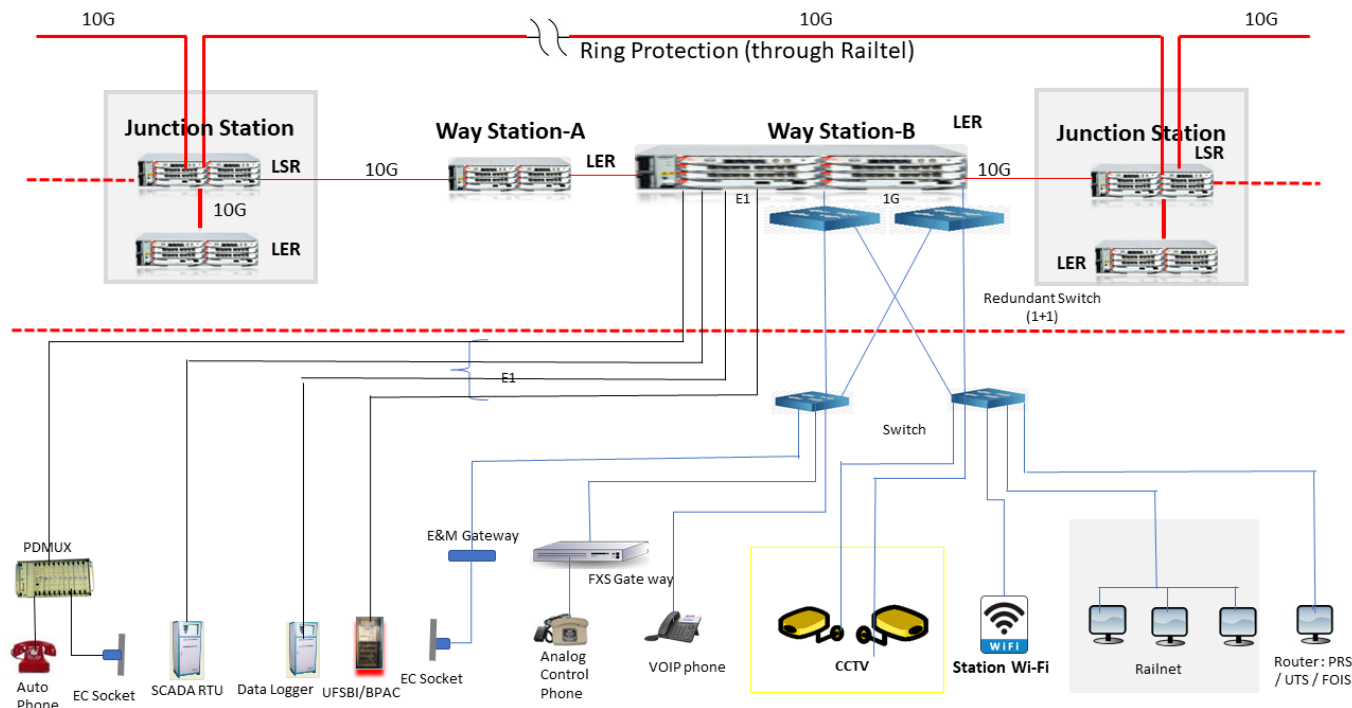 10G
10G
10G
Ring Protection (through Railtel)
Junction Station
Way Station-A
Way Station-B
LER
Junction Station
LSR
LSR
10G
LER
10G
E1
1G
10G
LER
LER
Redundant Switch
(1+1)
E1
Switch
PDMUX
E&M Gateway
FXS Gate way
WiFi
Auto
Phone
EC Socket
SCADA RTU
Data Logger
UFSBI/BPAC
EC Socket
Analog
Control
Phone
VOIP phone
CCTV
Station Wi-Fi
Railnet
Router : PRS
/ UTS / FOIS